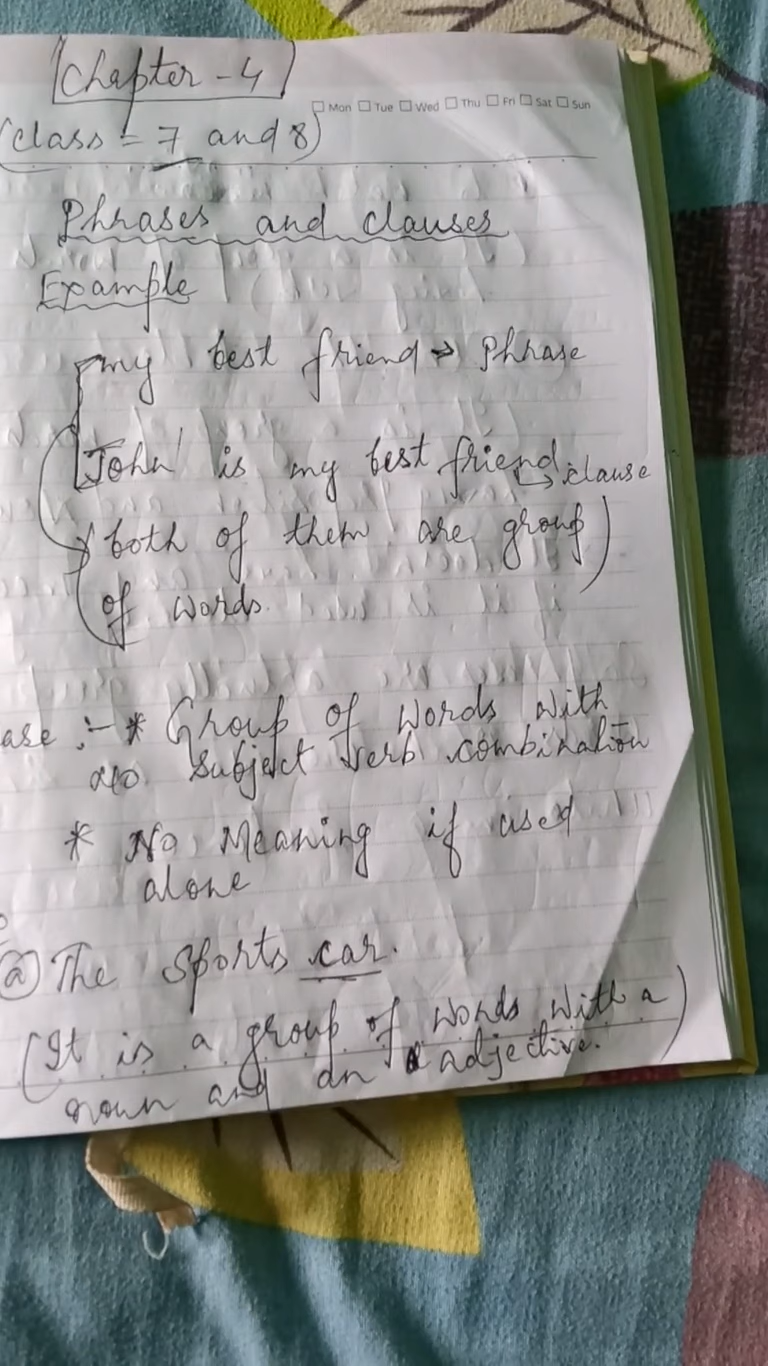 Chapter - 4
Mon Tue Wed Thu Fri Sat Sun
(class = 7 and 8)
Phrases and clauses
Example
my best friend → Phrase
John is my best friend → clause
both of them are group)
of words.
ase :- * Group of words with
no subject verb combination
* No Meaning if used
alone
(a) The sports car.
(It is a group of words with a)
noun and an adjective.